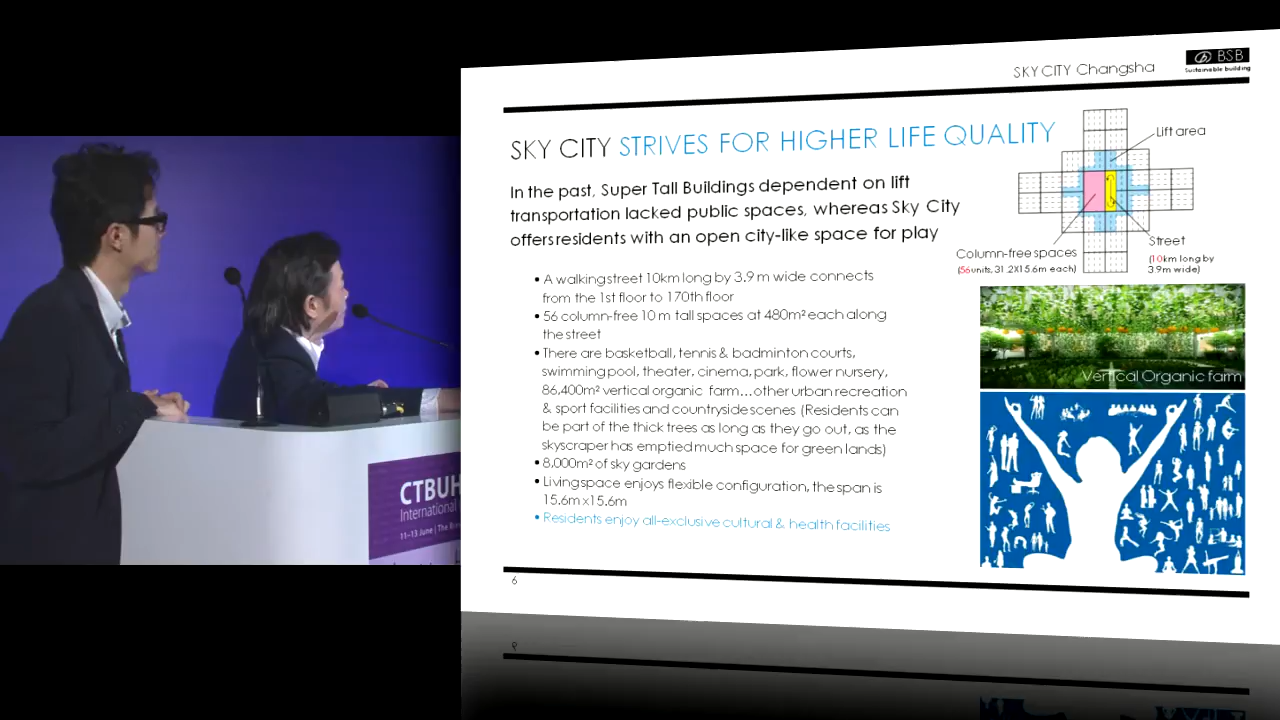 SKY CITY Changsha
BSB
Sustainable building
SKY CITY STRIVES FOR HIGHER LIFE QUALITY
In the past, Super Tall Buildings dependent on lift
transportation lacked public spaces, whereas Sky City
offers residents with an open city-like space for play
• A walking street 10km long by 3.9 m wide connects
from the 1st floor to 170th floor
• 56 column-free 10 m tall spaces at 480m² each along
the street
• There are basketball, tennis & badminton courts,
swimming pool, theater, cinema, park, flower nursery,
86,400m² vertical organic farm...other urban recreation
& sport facilities and countryside scenes (Residents can
be part of the thick trees as long as they go out, as the
skyscraper has emptied much space for green lands)
• 8,000m² of sky gardens
• Living space enjoys flexible configuration, the span is
15.6m x15.6m
• Residents enjoy all-exclusive cultural & health facilities
Lift area
Column-free spaces
(56units, 31.2X15.6m each)
Street
(10km long by
3.9m wide)
Vertical Organic farm
6
CTBUH
International
11–13 June | The